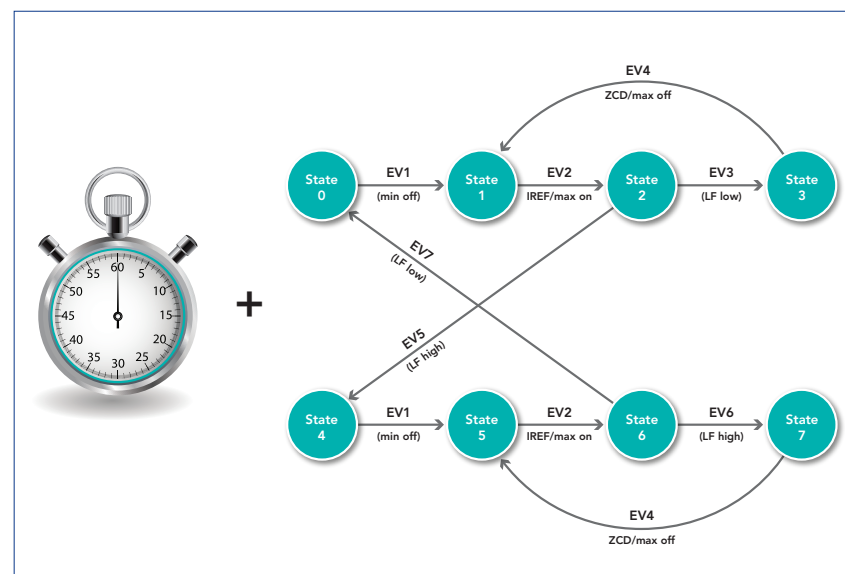 EV4
ZCD/max off
State
0
EV1
(min off)
State
1
EV2
IREF/max on
State
2
EV3
(LF low)
State
3
EV7
(LF low)
60
5
10
15
20
25
30
35
40
45
50
55
+
EV5
(LF high)
State
4
EV1
(min off)
State
5
EV2
IREF/max on
State
6
EV6
(LF high)
State
7
EV4
ZCD/max off